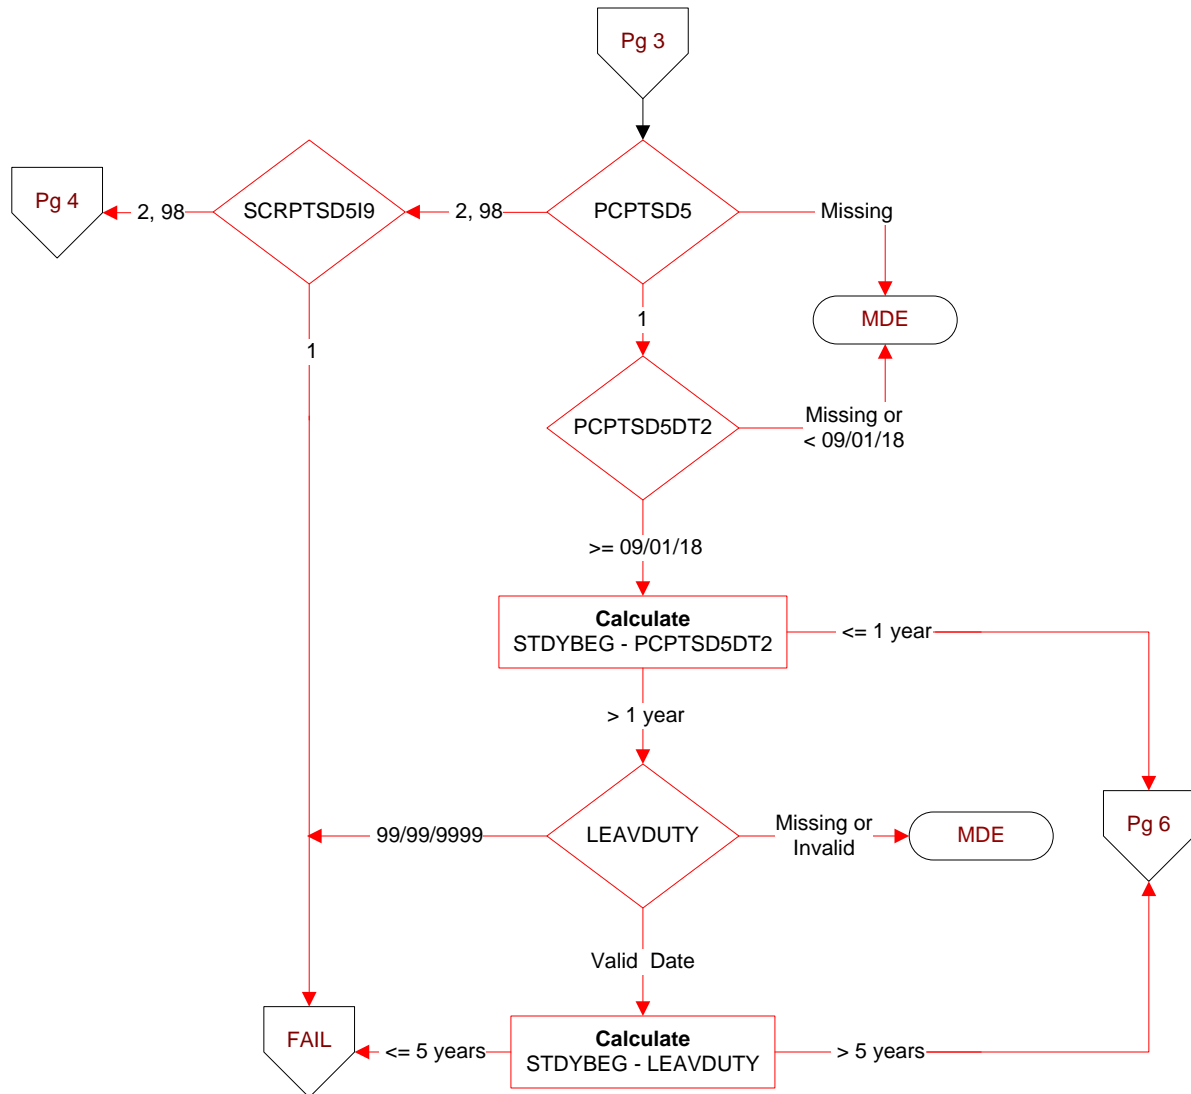 Pg 3
Pg 4
2, 98
SCRPTSD5I9
2, 98
PCPTSD5
Missing
MDE
1
1
PCPTSD5DT2
Missing or
< 09/01/18
>= 09/01/18
Calculate
STDYBEG - PCPTSD5DT2
<= 1 year
> 1 year
99/99/9999
LEAVDUTY
Missing or
Invalid
MDE
Pg 6
Valid Date
FAIL
<= 5 years
Calculate
STDYBEG - LEAVDUTY
> 5 years